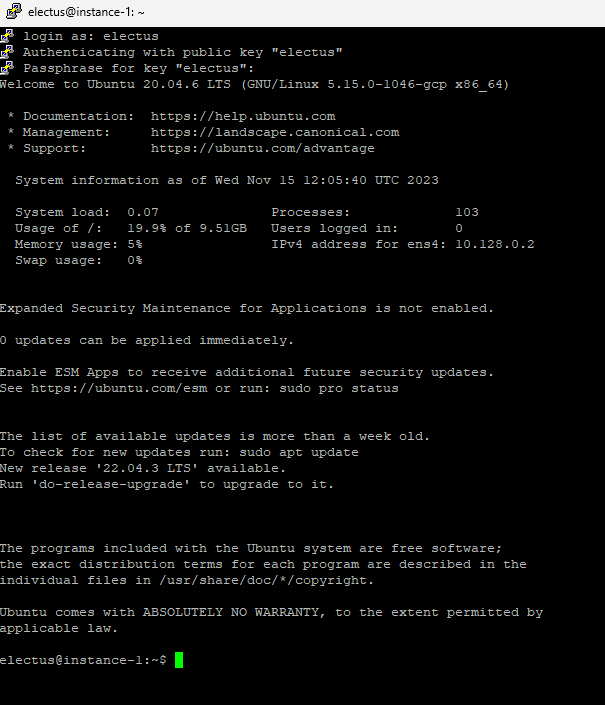 electus@instance-1: ~
login as: electus
Authenticating with public key "electus"
Passphrase for key "electus":
Welcome to Ubuntu 20.04.6 LTS (GNU/Linux 5.15.0-1046-gcp x86_64)
* Documentation:  https://help.ubuntu.com
* Management:     https://landscape.canonical.com
* Support:        https://ubuntu.com/advantage
System information as of Wed Nov 15 12:05:40 UTC 2023
System load:  0.07              Processes:             103
Usage of /:   19.9% of 9.51GB   Users logged in:       0
Memory usage: 5%                IPv4 address for ens4: 10.128.0.2
Swap usage:   0%
Expanded Security Maintenance for Applications is not enabled.
0 updates can be applied immediately.
Enable ESM Apps to receive additional future security updates.
See https://ubuntu.com/esm or run: sudo pro status
The list of available updates is more than a week old.
To check for new updates run: sudo apt update
New release '22.04.3 LTS' available.
Run 'do-release-upgrade' to upgrade to it.
The programs included with the Ubuntu system are free software;
the exact distribution terms for each program are described in the
individual files in /usr/share/doc/*/copyright.
Ubuntu comes with ABSOLUTELY NO WARRANTY, to the extent permitted by
applicable law.
electus@instance-1:~$